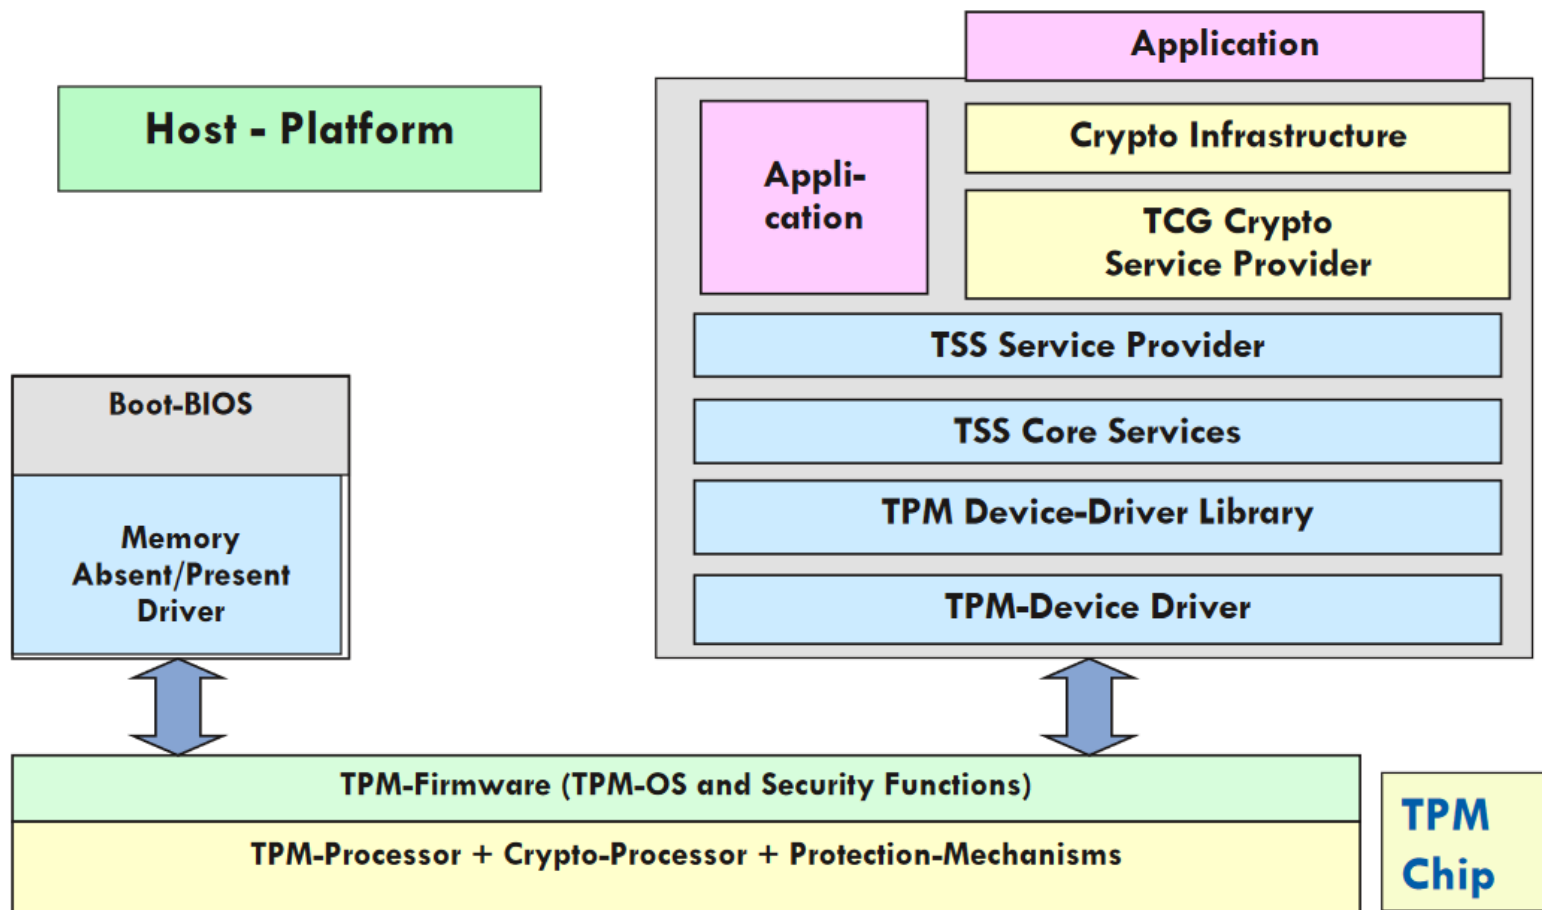 Application
Host - Platform
Appli-
cation
Crypto Infrastructure
TCG Crypto
Service Provider
TSS Service Provider
TSS Core Services
TPM Device-Driver Library
TPM-Device Driver
Boot-BIOS
Memory
Absent/Present
Driver
TPM-Firmware (TPM-OS and Security Functions)
TPM-Processor + Crypto-Processor + Protection-Mechanisms
TPM
Chip